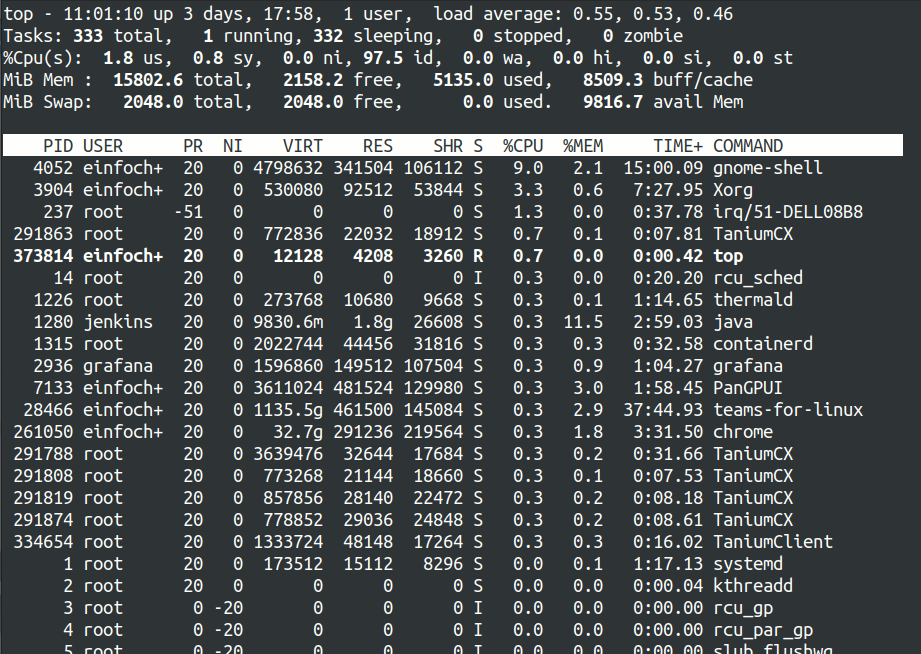 top - 11:01:10 up 3 days, 17:58,  1 user,  load average: 0.55, 0.53, 0.46
Tasks: 333 total,   1 running, 332 sleeping,   0 stopped,   0 zombie
%Cpu(s):  1.8 us,  0.8 sy,  0.0 ni, 97.5 id,  0.0 wa,  0.0 hi,  0.0 si,  0.0 st
MiB Mem :  15802.6 total,   2158.2 free,   5135.0 used,   8509.3 buff/cache
MiB Swap:   2048.0 total,   2048.0 free,      0.0 used.   9816.7 avail Mem
PID USER      PR  NI    VIRT    RES    SHR S  %CPU  %MEM     TIME+ COMMAND
4052 einfoch+  20   0 4798632 341504 106112 S   9.0   2.1  15:00.09 gnome-shell
3904 einfoch+  20   0  530080  92512  53844 S   3.3   0.6   7:27.95 Xorg
237 root     -51   0       0      0      0 S   1.3   0.0   0:37.78 irq/51-DELL08B8
291863 root      20   0  772836  22032  18912 S   0.7   0.1   0:07.81 TaniumCX
373814 einfoch+  20   0   12128   4208   3260 R   0.7   0.0   0:00.42 top
14 root      20   0       0      0      0 I   0.3   0.0   0:20.20 rcu_sched
1226 root      20   0  273768  10680   9668 S   0.3   0.1   1:14.65 thermald
1280 jenkins   20   0 9830.6m   1.8g  26608 S   0.3  11.5   2:59.03 java
1315 root      20   0 2022744  44456  31816 S   0.3   0.3   0:32.58 containerd
2936 grafana   20   0 1596860 149512 107504 S   0.3   0.9   1:04.27 grafana
7133 einfoch+  20   0 3611024 481524 129980 S   0.3   3.0   1:58.45 PanGPUI
28466 einfoch+  20   0 1135.5g 461500 145084 S   0.3   2.9  37:44.93 teams-for-linux
261050 einfoch+  20   0   32.7g 291236 219564 S   0.3   1.8   3:31.50 chrome
291788 root      20   0 3639476  32644  17684 S   0.3   0.2   0:31.66 TaniumCX
291808 root      20   0  773268  21144  18660 S   0.3   0.1   0:07.53 TaniumCX
291819 root      20   0  857856  28140  22472 S   0.3   0.2   0:08.18 TaniumCX
291874 root      20   0  778852  29036  24848 S   0.3   0.2   0:08.61 TaniumCX
334654 root      20   0 1333724  48148  17264 S   0.3   0.3   0:16.02 TaniumClient
1 root      20   0  173512  15112   8296 S   0.0   0.1   1:17.13 systemd
2 root      20   0       0      0      0 S   0.0   0.0   0:00.04 kthreadd
3 root       0 -20       0      0      0 I   0.0   0.0   0:00.00 rcu_gp
4 root       0 -20       0      0      0 I   0.0   0.0   0:00.00 rcu_par_gp
5 root       0 -20       0      0      0 I   0.0   0.0   0:00.00 slub_flushwq